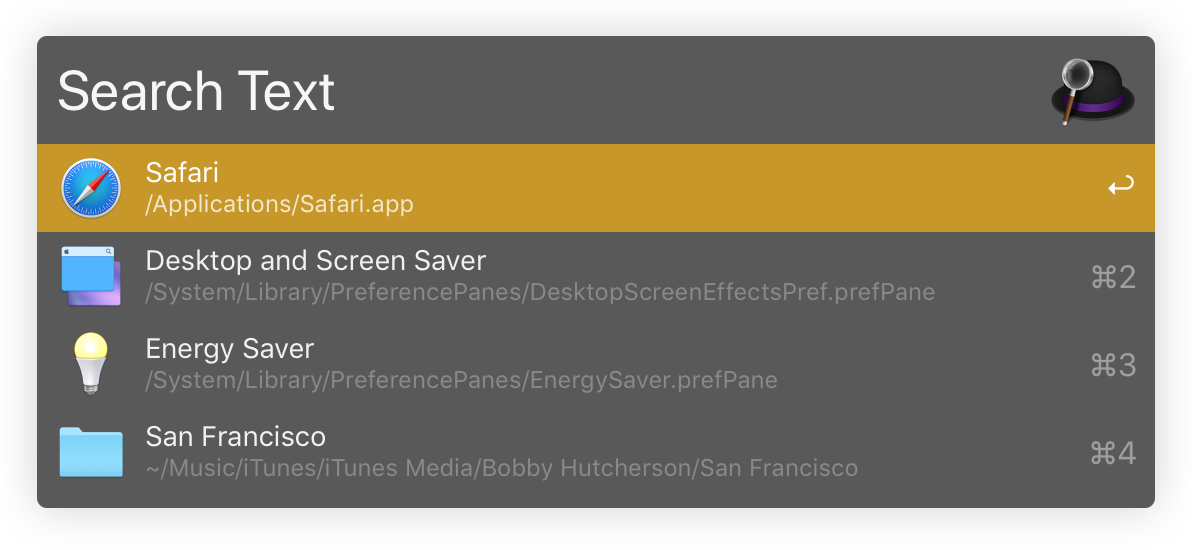 Search Text
Safari
/Applications/Safari.app
↩
Desktop and Screen Saver
/System/Library/PreferencePanes/DesktopScreenEffectsPref.prefPane
⌘2
Energy Saver
/System/Library/PreferencePanes/EnergySaver.prefPane
⌘3
San Francisco
~/Music/iTunes/iTunes Media/Bobby Hutcherson/San Francisco
⌘4